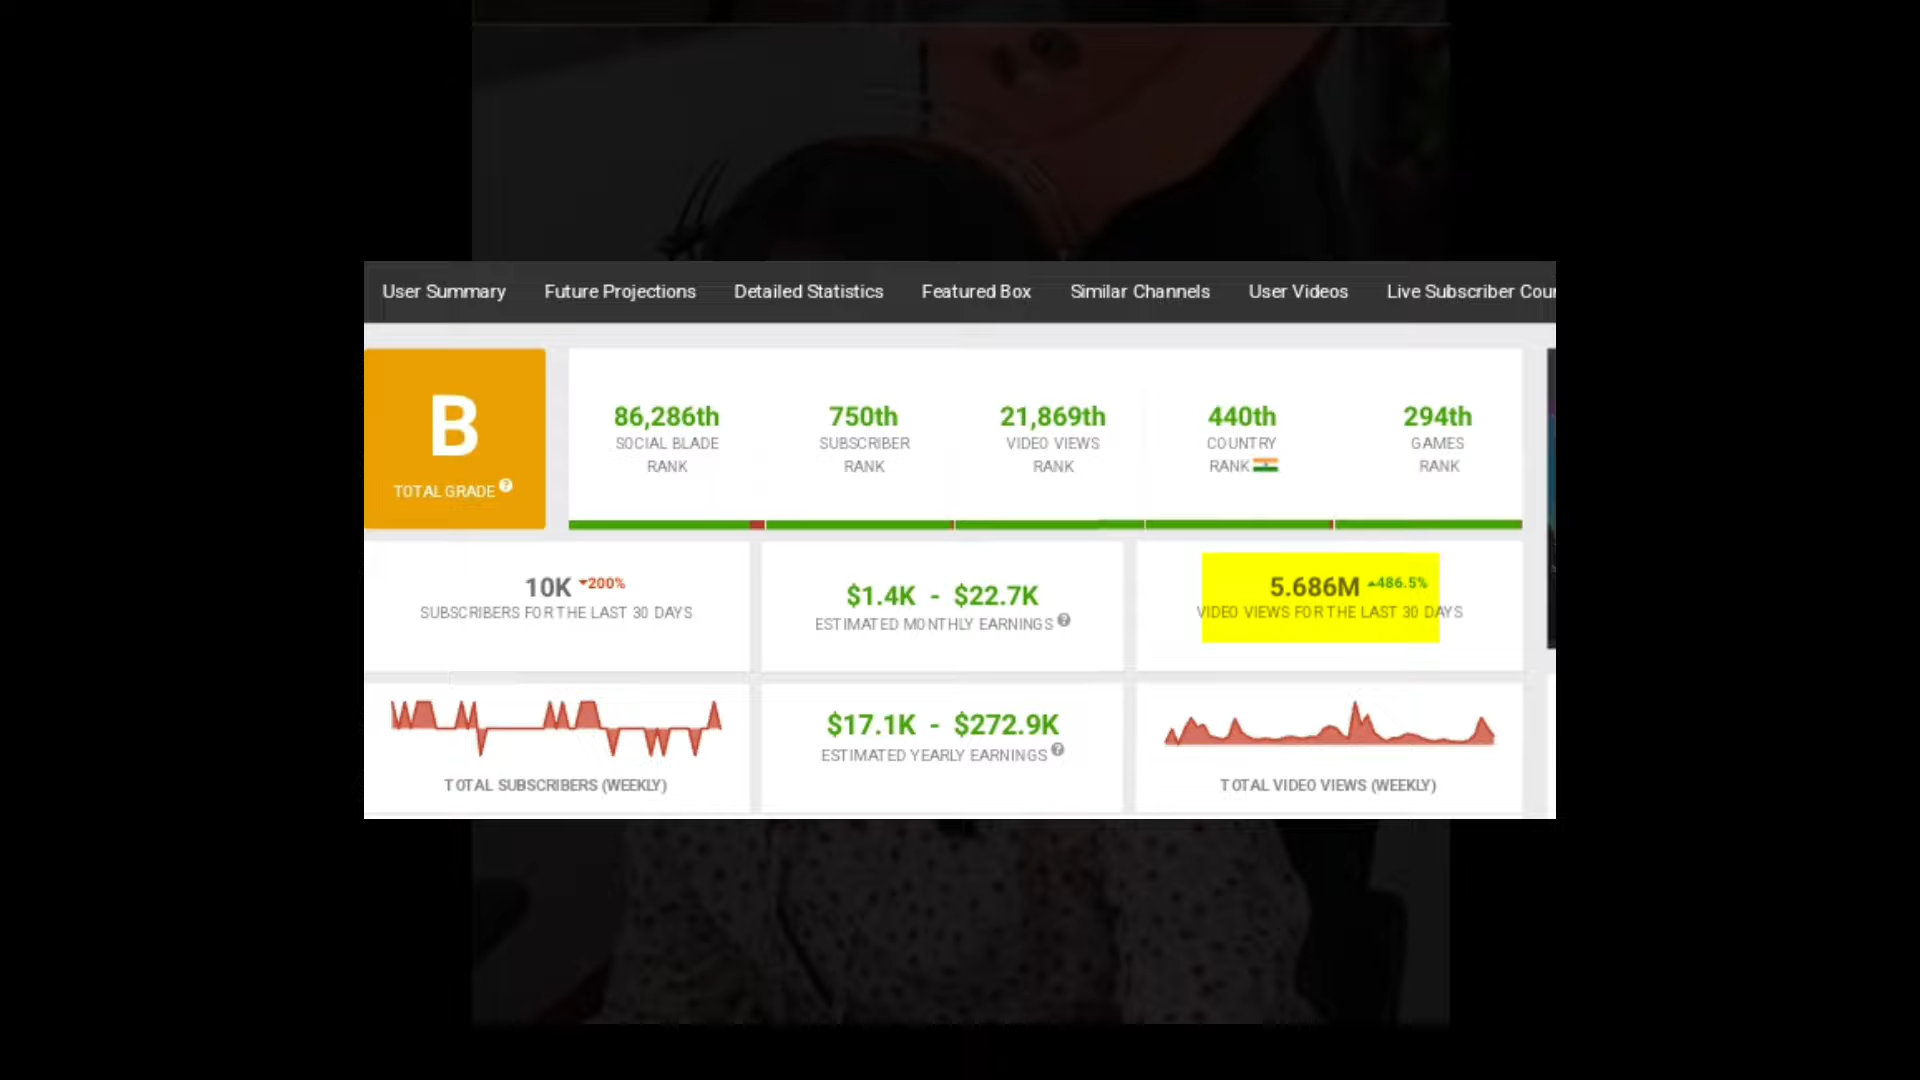 User Summary Future Projections Detailed Statistics Featured Box Similar Channels User Videos Live Subscriber Cour
B
TOTAL GRADE ?
86,286th
SOCIAL BLADE
RANK
750th
SUBSCRIBER
RANK
21,869th
VIDEO VIEWS
RANK
440th
COUNTRY
RANK
294th
GAMES
RANK
10K 200%
SUBSCRIBERS FOR THE LAST 30 DAYS
$1.4K - $22.7K
ESTIMATED MONTHLY EARNINGS ?
5.686M 486.5%
VIDEO VIEWS FOR THE LAST 30 DAYS
TOTAL SUBSCRIBERS (WEEKLY)
$17.1K - $272.9K
ESTIMATED YEARLY EARNINGS ?
TOTAL VIDEO VIEWS (WEEKLY)